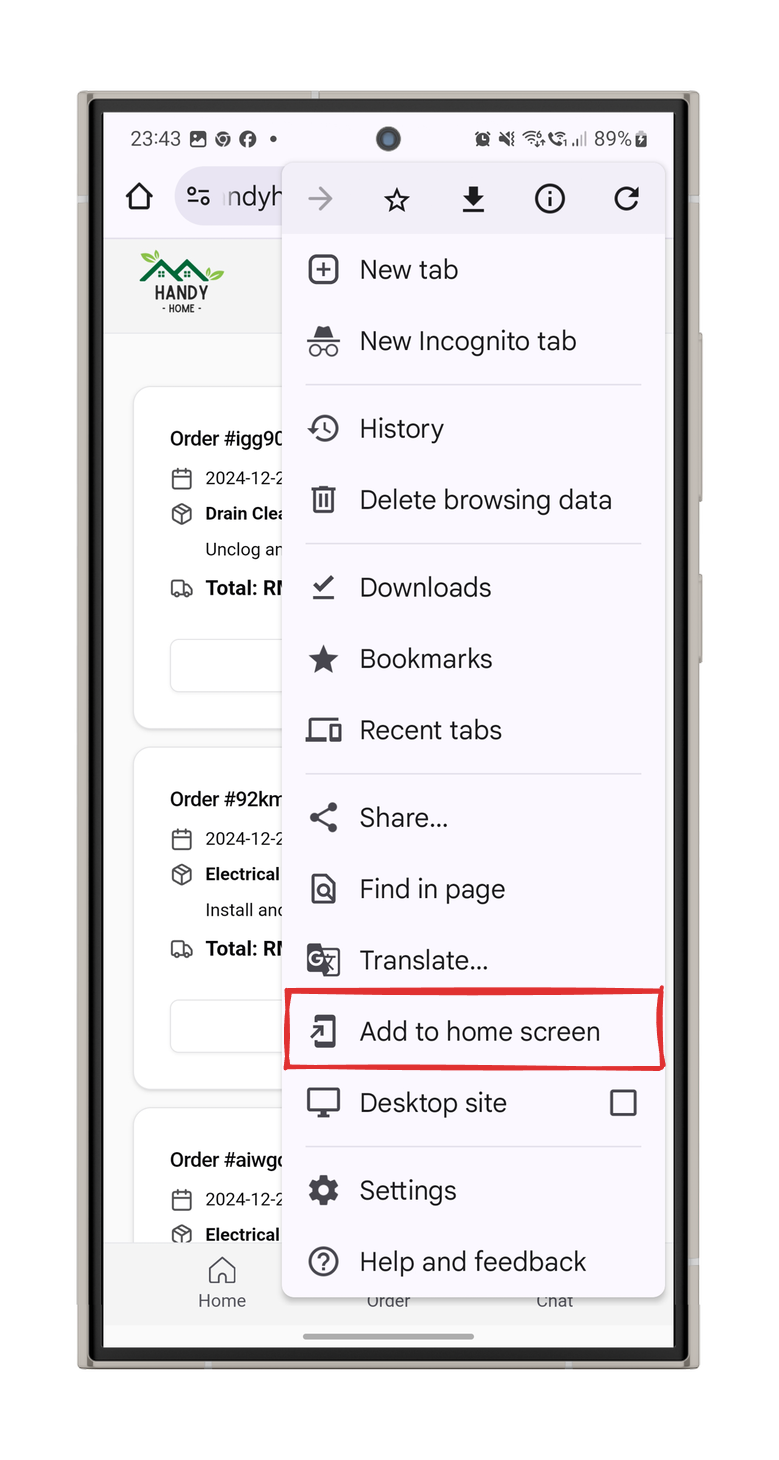 23:43
89%
ndyh
HANDY
- HOME -
New tab
New Incognito tab
History
Delete browsing data
Downloads
Bookmarks
Recent tabs
Share...
Find in page
Translate...
Add to home screen
Desktop site
Settings
Help and feedback
Order #igg90
2024-12-2
Drain Clea
Unclog an
Total: RM
Order #92km
2024-12-2
Electrical
Install and
Total: RM
Order #aiwgd
2024-12-2
Electrical
Home
Order
Chat